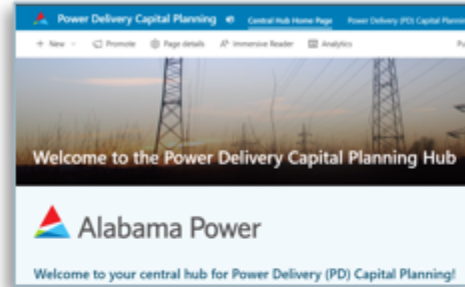 Power Delivery Capital Planning Central Hub Home Page Power Delivery (PD) Capital Plannin
+ New Promote Page details Immersive Reader Analytics
Welcome to the Power Delivery Capital Planning Hub
Alabama Power
Welcome to your central hub for Power Delivery (PD) Capital Planning!